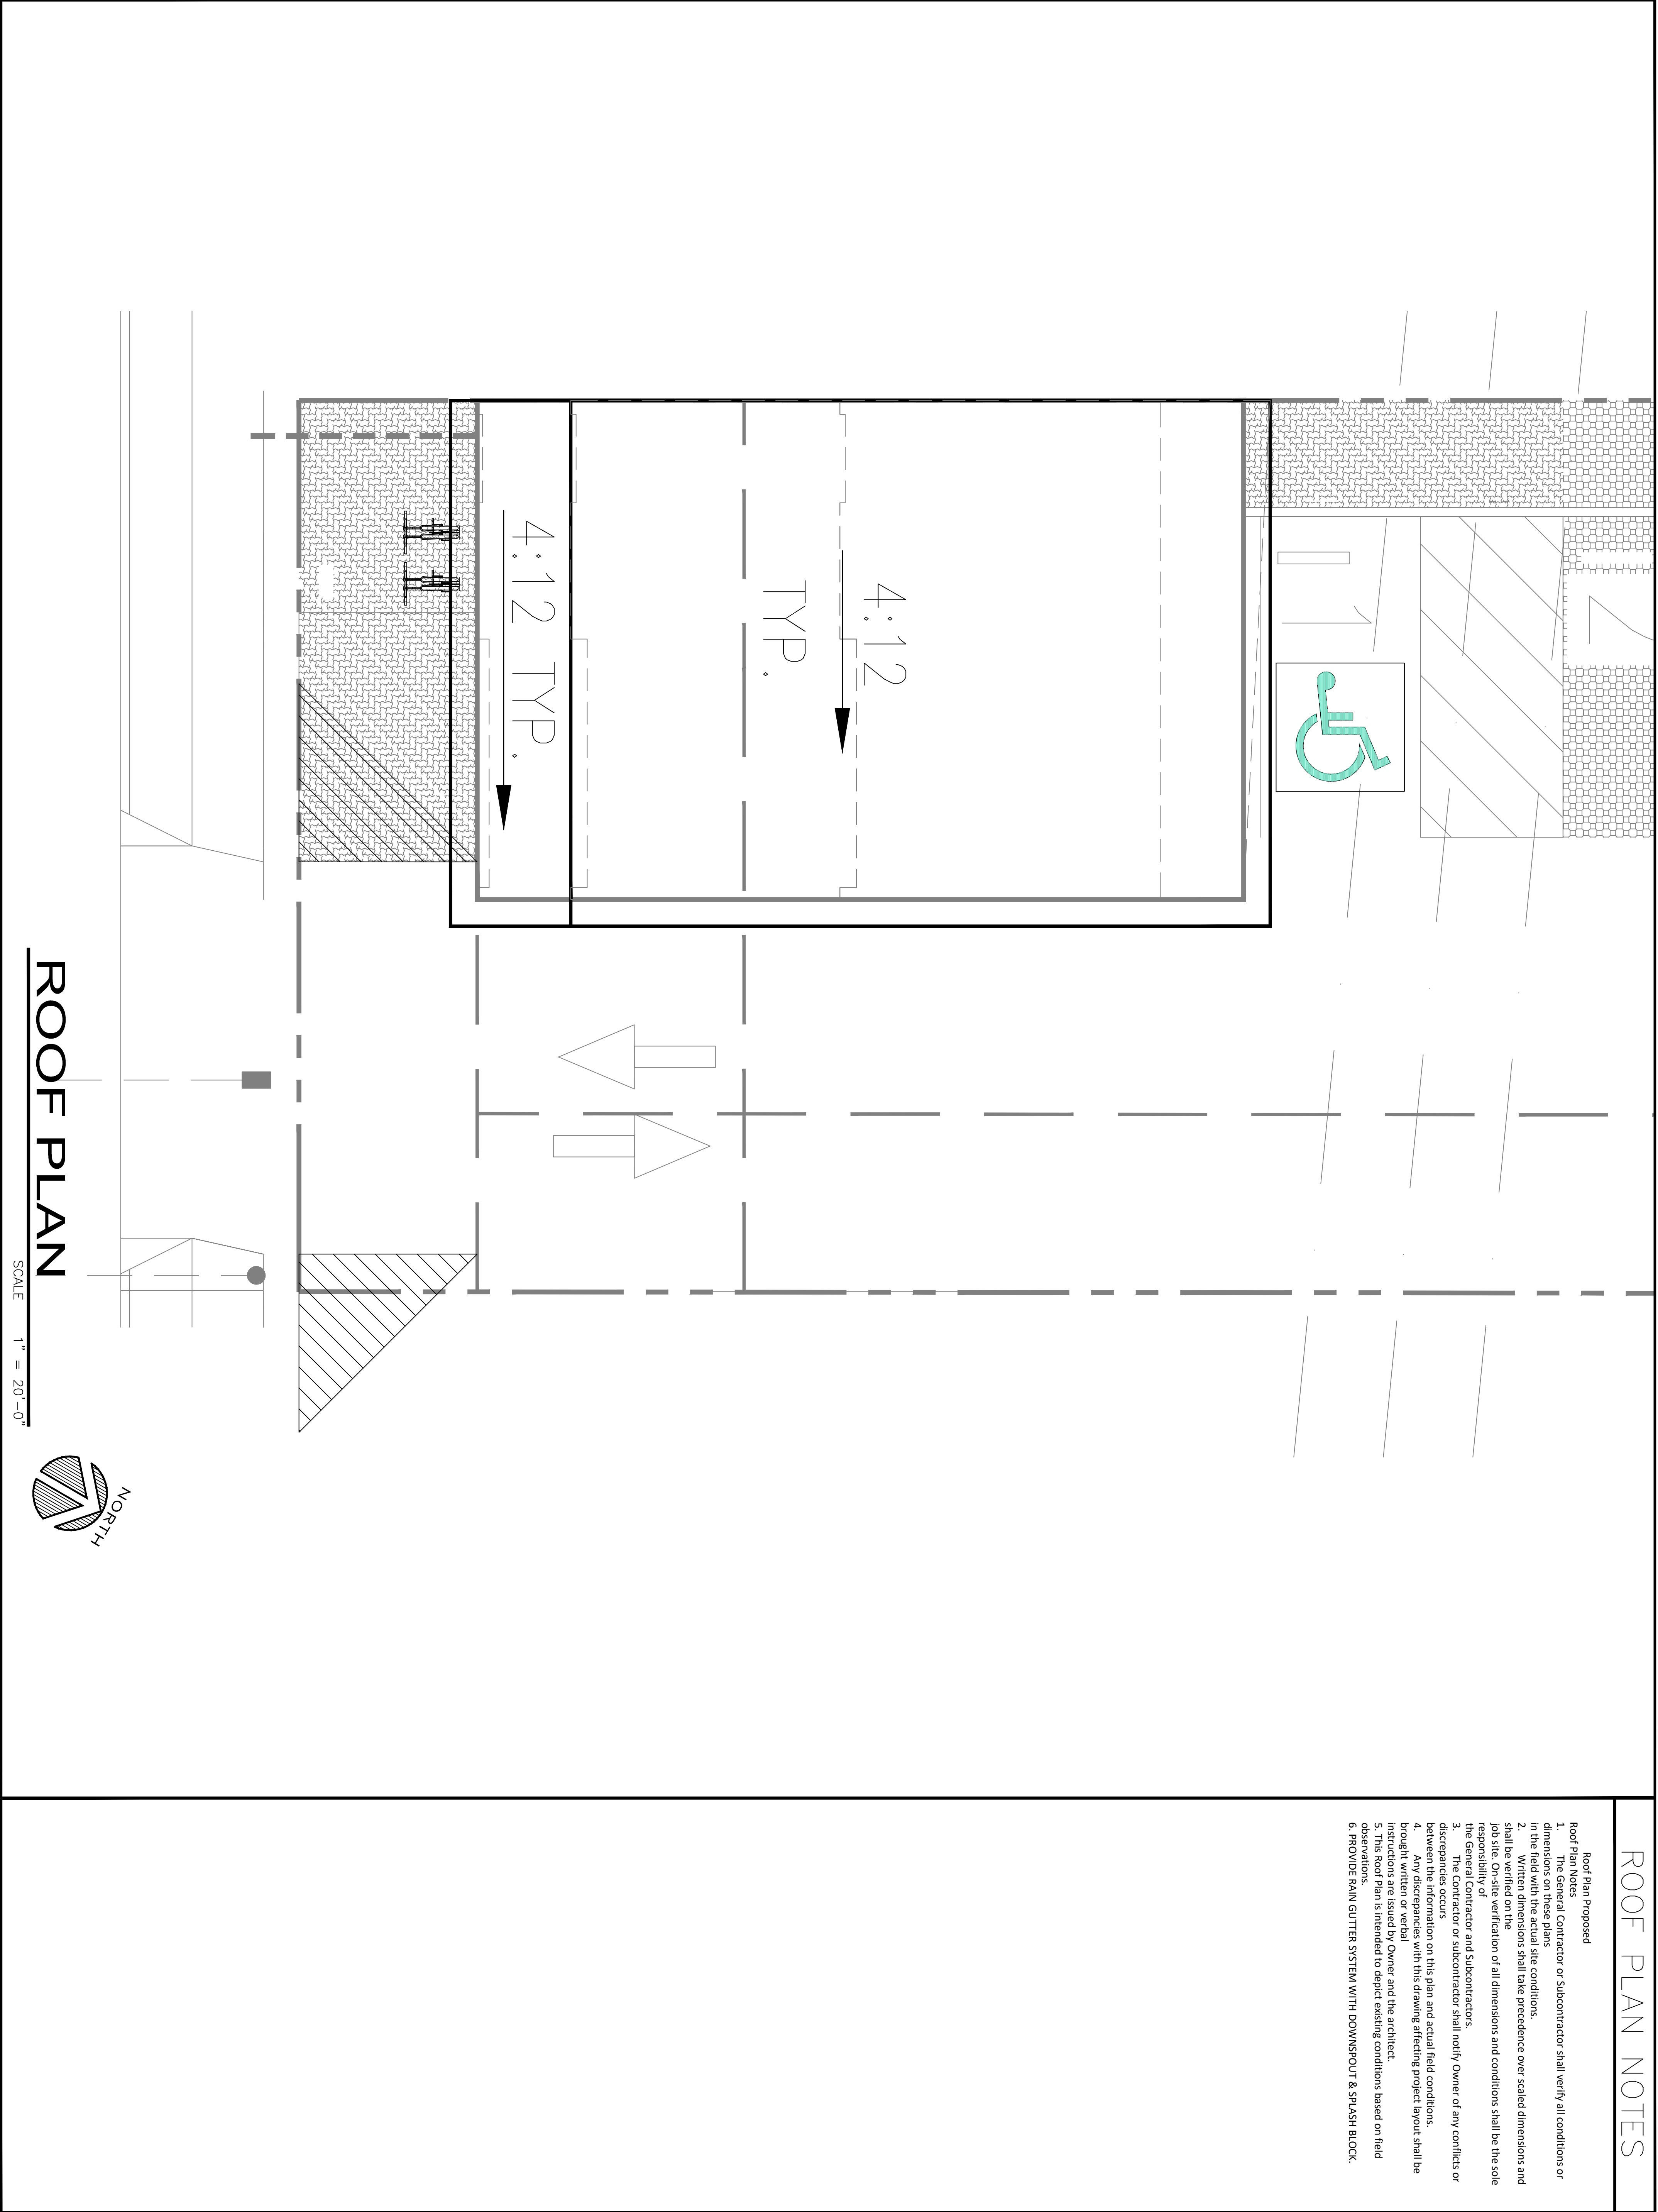 ROOF PLAN NOTES
Roof Plan Proposed
Roof Plan Notes
1. The General Contractor or Subcontractor shall verify all conditions or
dimensions on these plans
in the field with the actual site conditions.
2. Written dimensions shall take precedence over scaled dimensions and
shall be verified on the
job site. On-site verification of all dimensions and conditions shall be the sole
responsibility of
the General Contractor and Subcontractors.
3. The Contractor or subcontractor shall notify Owner of any conflicts or
discrepancies occurs
between the information on this plan and actual field conditions.
4. Any discrepancies with this drawing affecting project layout shall be
brought written or verbal
instructions are issued by Owner and the architect.
5. This Roof Plan is intended to depict existing conditions based on field
observations.
6. PROVIDE RAIN GUTTER SYSTEM WITH DOWNSPOUT & SPLASH BLOCK.
1
4:12
TYP.
4:12 TYP.
ROOF PLAN
SCALE 1" = 20'-0"
NORTH